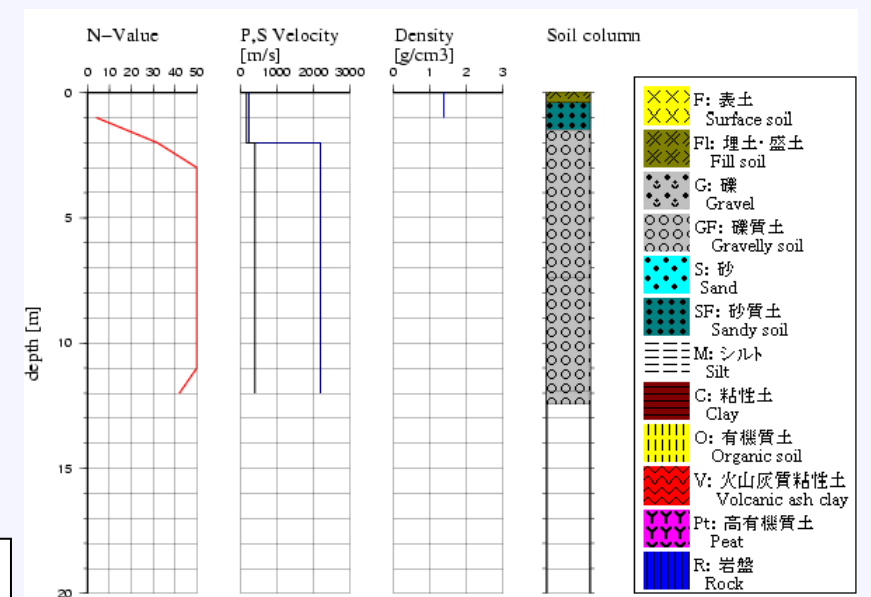 N-Value
P,S Velocity
[m/s]
Density
[g/cm3]
Soil column
0 10 20 30 40 50
0 1000 2000 3000
0 1 2 3
0
5
10
15
20
depth [m]
F: 表土
Surface soil
Fl: 埋土・盛土
Fill soil
G: 礫
Gravel
GF: 礫質土
Gravelly soil
S: 砂
Sand
SF: 砂質土
Sandy soil
M: シルト
Silt
C: 粘性土
Clay
O: 有機質土
Organic soil
V: 火山灰質粘性土
Volcanic ash clay
Pt: 高有機質土
Peat
R: 岩盤
Rock